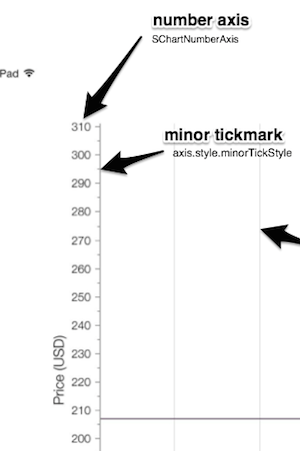 number axis
SChartNumberAxis
Pad
310
minor tickmark
axis.style.minorTickStyle
300
290
280
270
260
250
240
230
220
210
200
Price (USD)